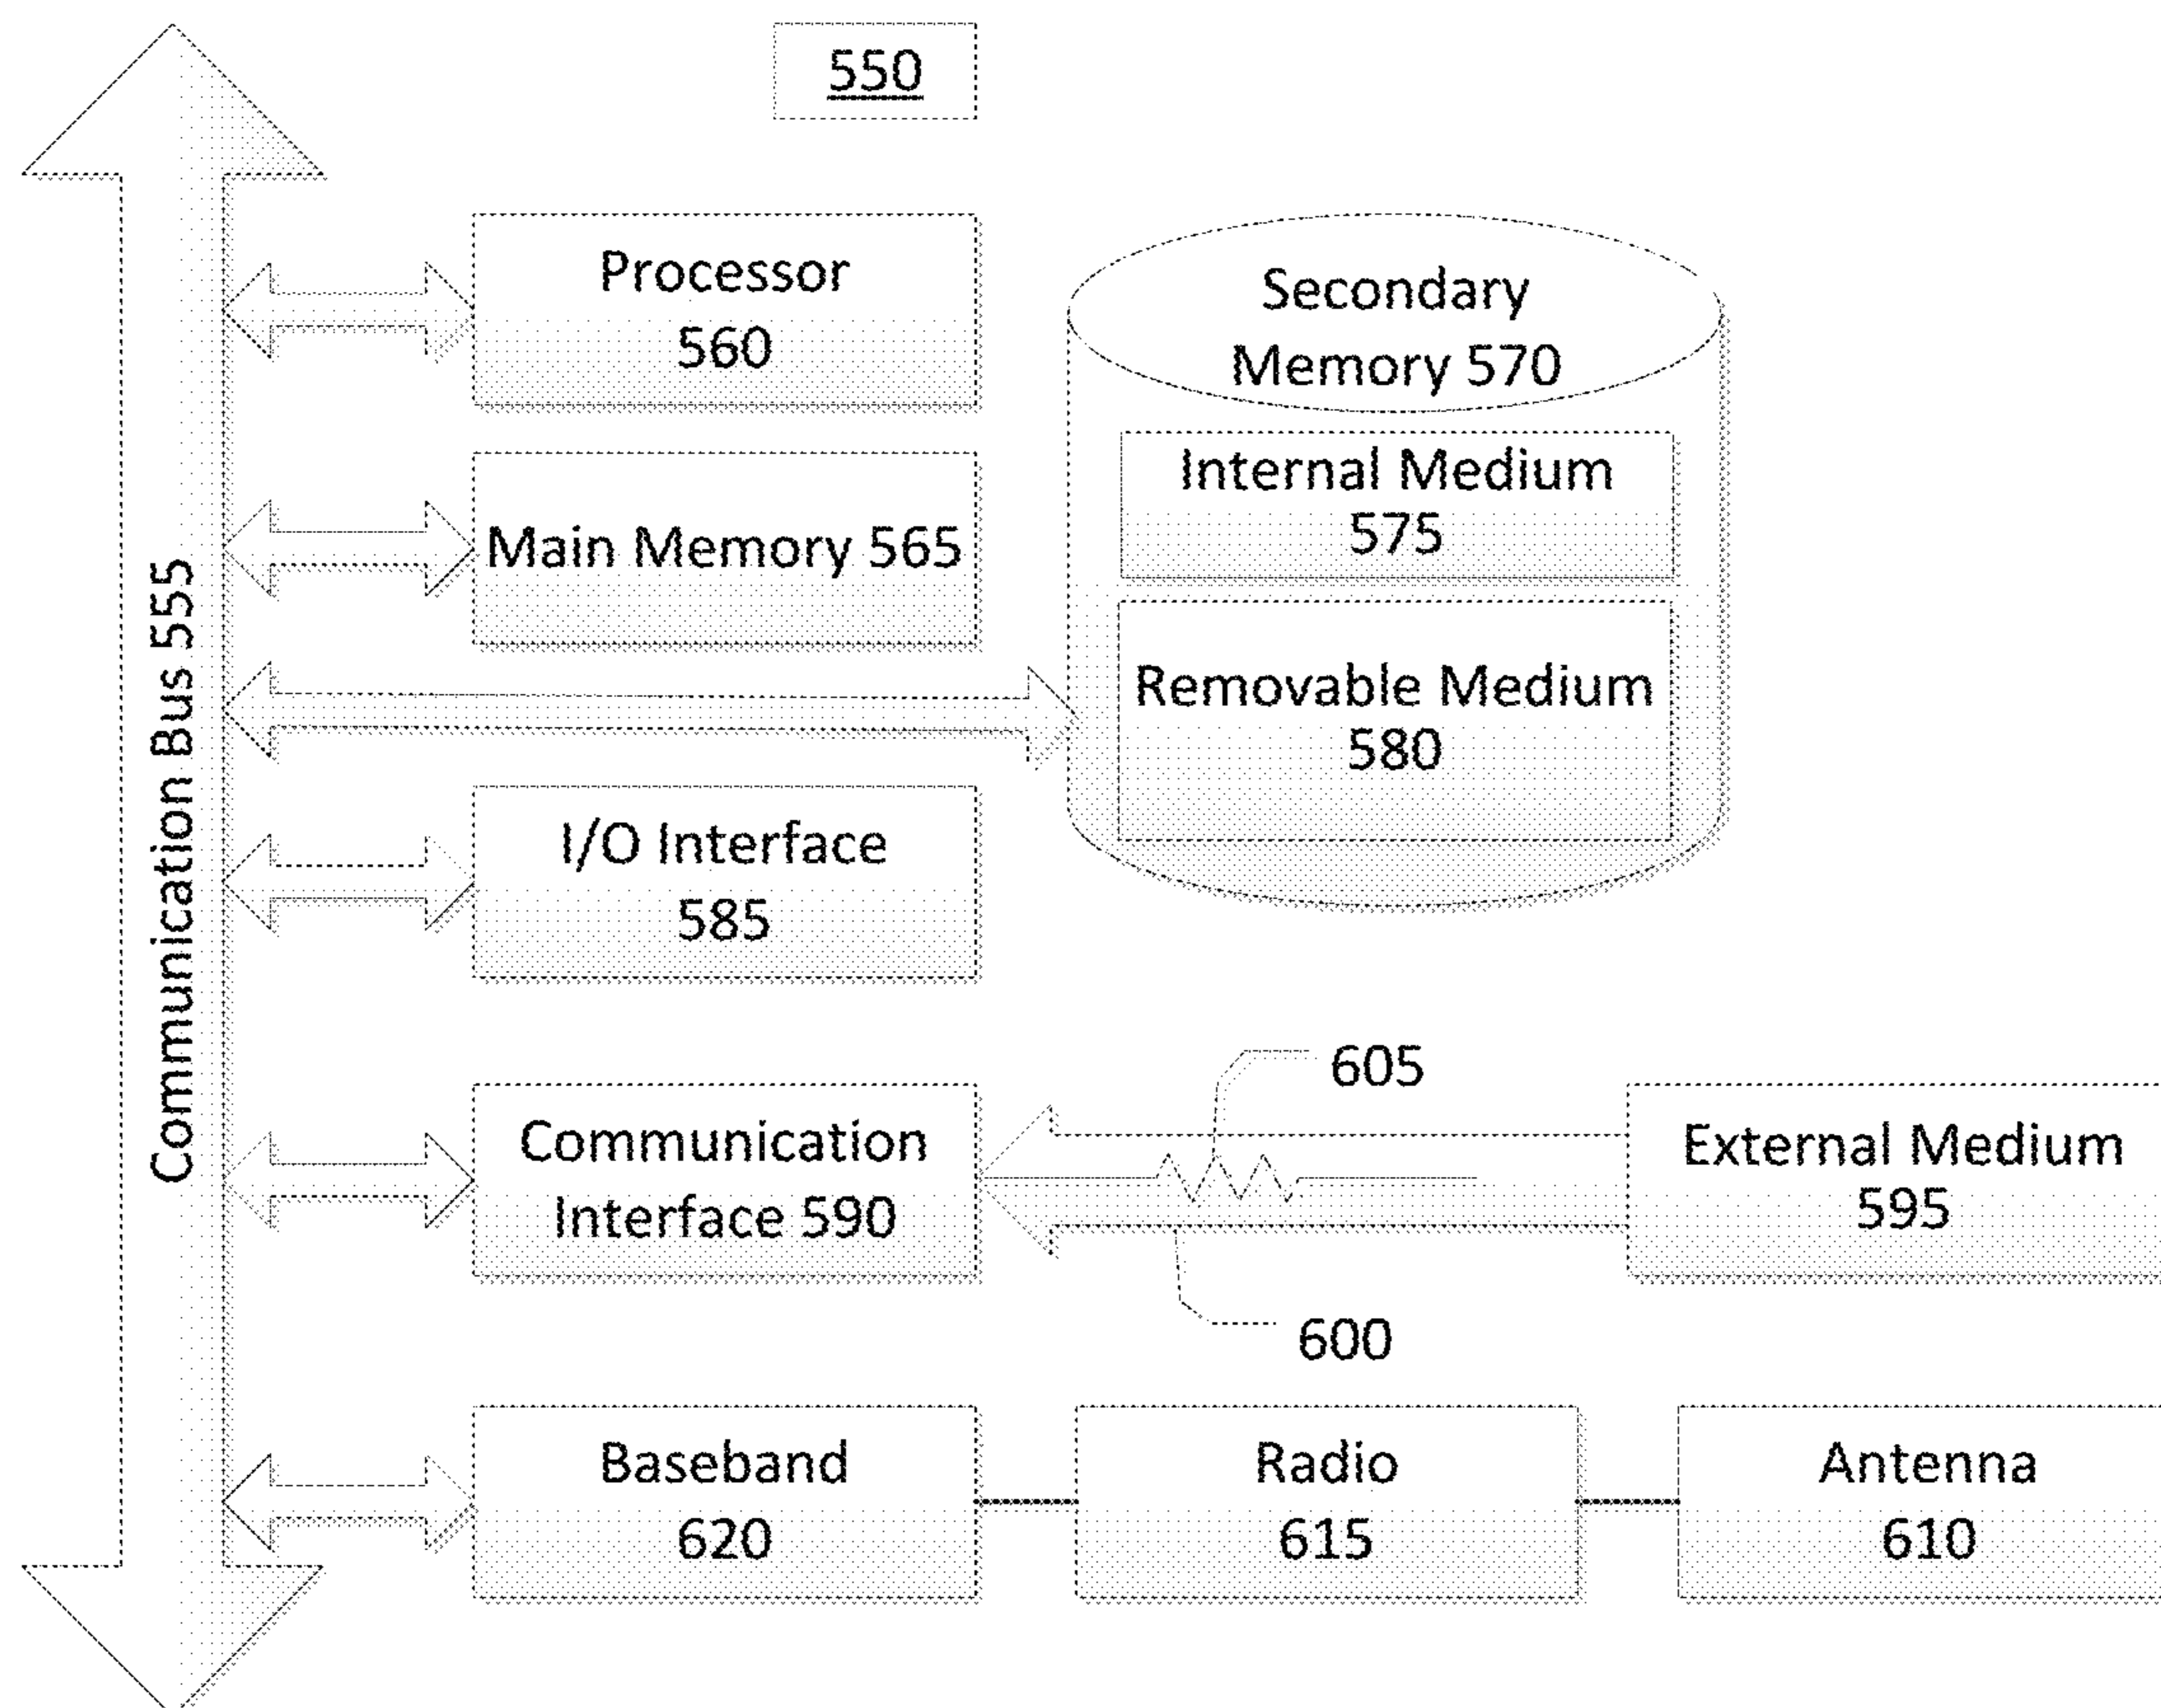 550
Communication Bus 555
Processor
560
Secondary
Memory 570
Internal Medium
575
Main Memory 565
Removable Medium
580
I/O Interface
585
605
Communication
Interface 590
External Medium
595
600
Baseband
620
Radio
615
Antenna
610